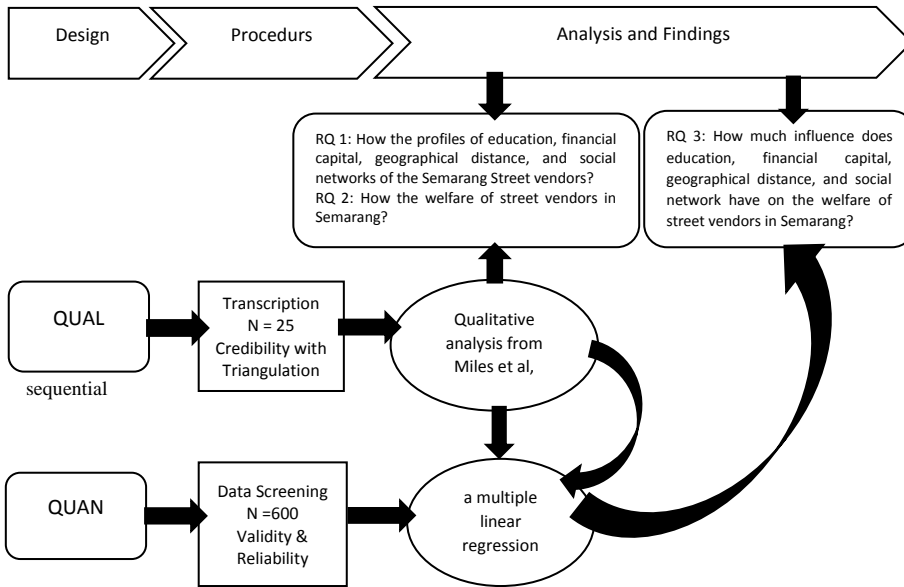 Design
Procedurs
Analysis and Findings
RQ 1: How the profiles of education, financial
capital, geographical distance, and social
networks of the Semarang Street vendors?
RQ 2: How the welfare of street vendors in
Semarang?
RQ 3: How much influence does
education, financial capital,
geographical distance, and social
network have on the welfare of
street vendors in Semarang?
QUAL
sequential
Transcription
N = 25
Credibility with
Triangulation
Qualitative
analysis from
Miles et al,
QUAN
Data Screening
N =600
Validity &
Reliability
a multiple
linear
regression